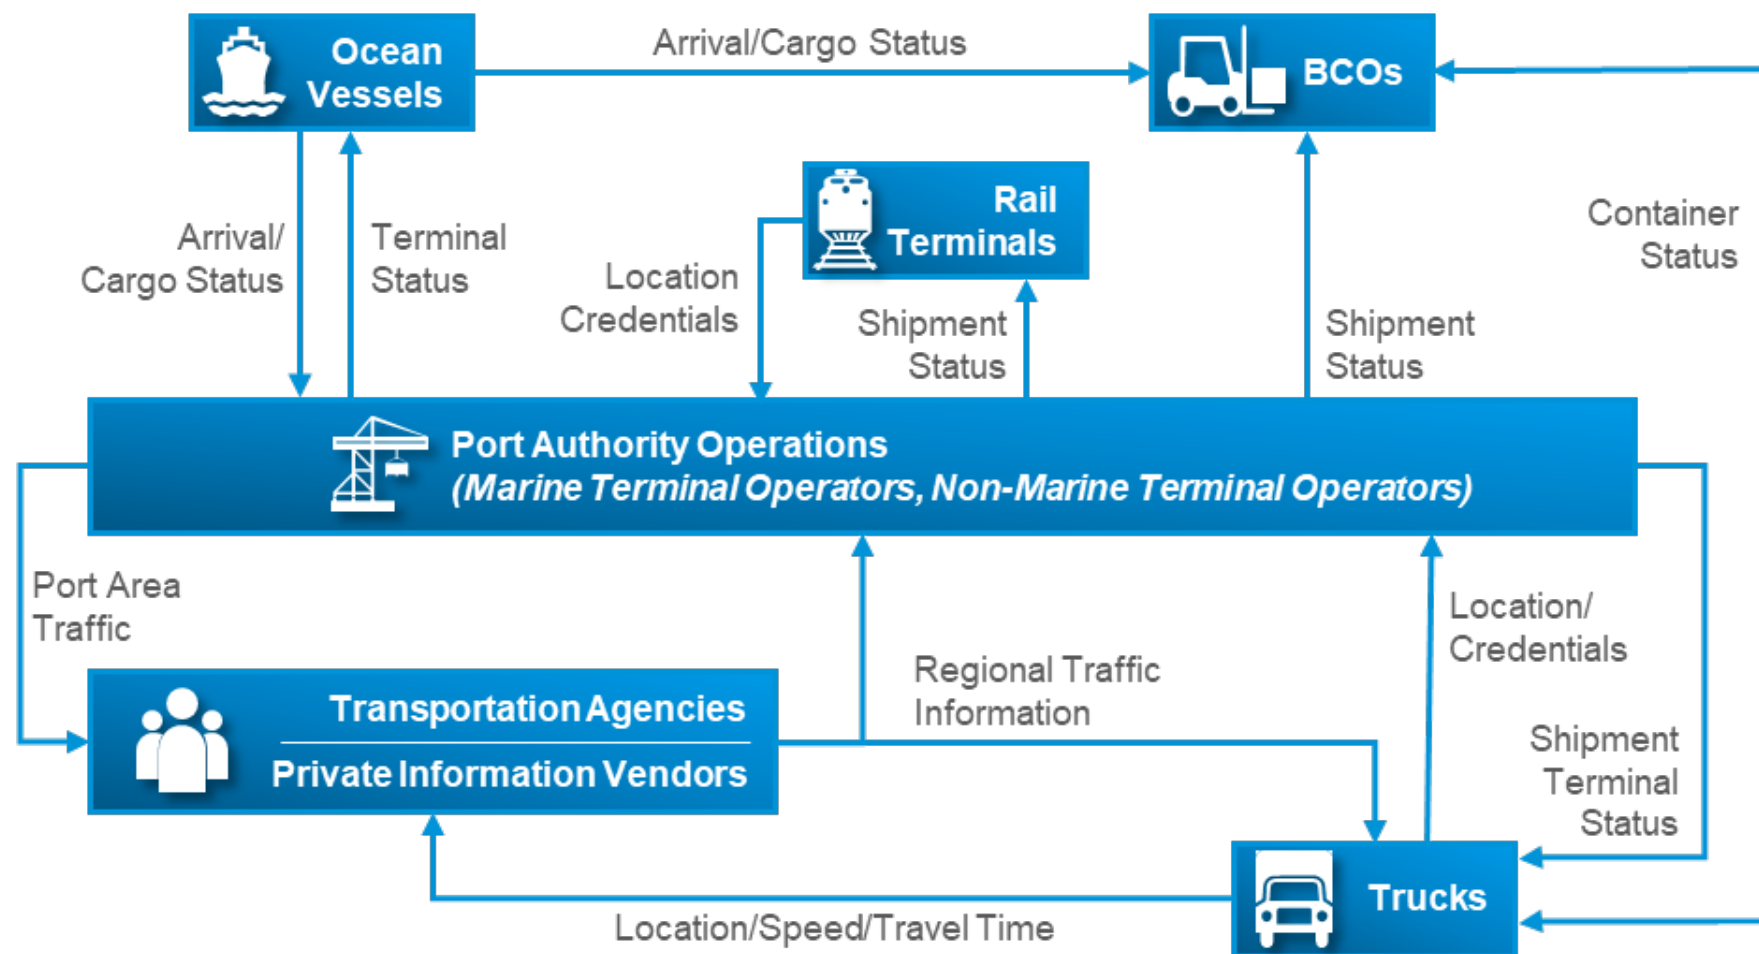 Ocean
Vessels
Arrival/Cargo Status
BCOs
Rail
Terminals
Arrival/
Cargo Status
Terminal
Status
Location
Credentials
Shipment
Status
Shipment
Status
Container
Status
Port Authority Operations
(Marine Terminal Operators, Non-Marine Terminal Operators)
Port Area
Traffic
Transportation Agencies
Private Information Vendors
Regional Traffic
Information
Location/
Credentials
Shipment
Terminal
Status
Trucks
Location/Speed/Travel Time